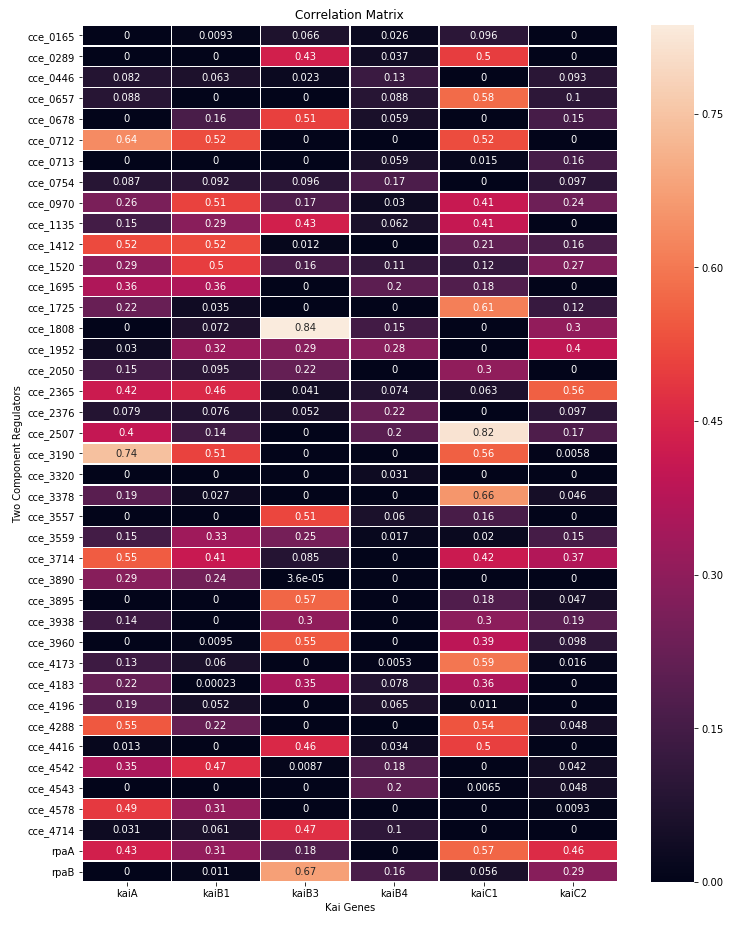 Correlation Matrix
cce_0165 0 0.0093 0.066 0.026 0.096 0
cce_0289 0 0 0.43 0.037 0.5 0
cce_0446 0.082 0.063 0.023 0.13 0 0.093
cce_0657 0.088 0 0 0.088 0.58 0.1
cce_0678 0 0.16 0.51 0.059 0 0.15
cce_0712 0.64 0.52 0 0 0.52 0
cce_0713 0 0 0 0.059 0.015 0.16
cce_0754 0.087 0.092 0.096 0.17 0 0.097
cce_0970 0.26 0.51 0.17 0.03 0.41 0.24
cce_1135 0.15 0.29 0.43 0.062 0.41 0
cce_1412 0.52 0.52 0.012 0 0.21 0.16
cce_1520 0.29 0.5 0.16 0.11 0.12 0.27
cce_1695 0.36 0.36 0 0.2 0.18 0
cce_1725 0.22 0.035 0 0 0.61 0.12
cce_1808 0 0.072 0.84 0.15 0 0.3
cce_1952 0.03 0.32 0.29 0.28 0 0.4
cce_2050 0.15 0.095 0.22 0 0.3 0
cce_2365 0.42 0.46 0.041 0.074 0.063 0.56
cce_2376 0.079 0.076 0.052 0.22 0 0.097
cce_2507 0.4 0.14 0 0.2 0.82 0.17
cce_3190 0.74 0.51 0 0 0.56 0.0058
cce_3320 0 0 0 0.031 0 0
cce_3378 0.19 0.027 0 0 0.66 0.046
cce_3557 0 0 0.51 0.06 0.16 0
cce_3559 0.15 0.33 0.25 0.017 0.02 0.15
cce_3714 0.55 0.41 0.085 0 0.42 0.37
cce_3890 0.29 0.24 3.6e-05 0 0 0
cce_3895 0 0 0.57 0 0.18 0.047
cce_3938 0.14 0 0.3 0 0.3 0.19
cce_3960 0 0.0095 0.55 0 0.39 0.098
cce_4173 0.13 0.06 0 0.0053 0.59 0.016
cce_4183 0.22 0.00023 0.35 0.078 0.36 0
cce_4196 0.19 0.052 0 0.065 0.011 0
cce_4288 0.55 0.22 0 0 0.54 0.048
cce_4416 0.013 0 0.46 0.034 0.5 0
cce_4542 0.35 0.47 0.0087 0.18 0 0.042
cce_4543 0 0 0 0.2 0.0065 0.048
cce_4578 0.49 0.31 0 0 0 0.0093
cce_4714 0.031 0.061 0.47 0.1 0 0
rpaA 0.43 0.31 0.18 0 0.57 0.46
rpaB 0 0.011 0.67 0.16 0.056 0.29
kaiA kaiB1 kaiB3 kaiB4 kaiC1 kaiC2
Kai Genes
Two Component Regulators
0.75
0.60
0.45
0.30
0.15
0.00